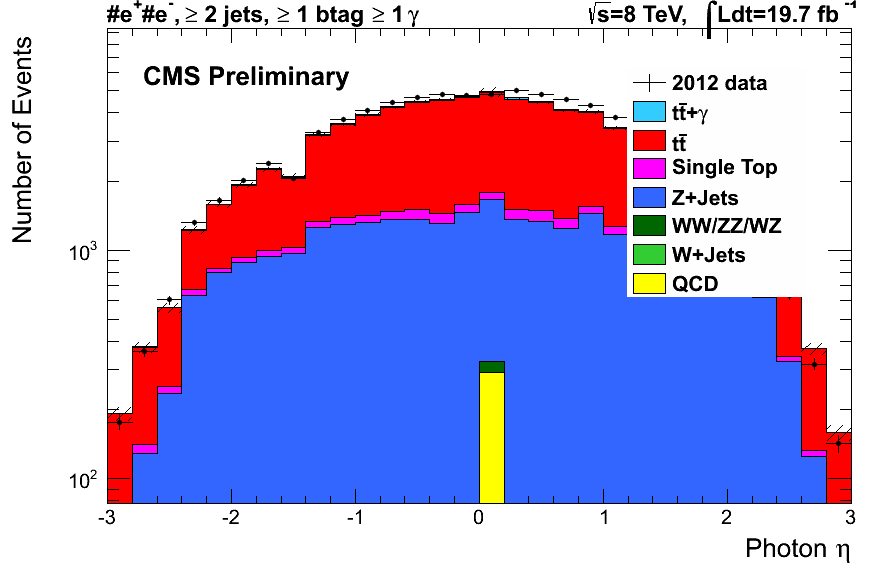 #e⁺#e⁻, ≥ 2 jets, ≥ 1 btag ≥ 1 γ
√s=8 TeV, ∫Ldt=19.7 fb⁻¹
Number of Events
CMS Preliminary
2012 data
tt̄+γ
tt̄
Single Top
Z+Jets
WW/ZZ/WZ
W+Jets
QCD
10³
10²
-3 -2 -1 0 1 2 3
Photon η